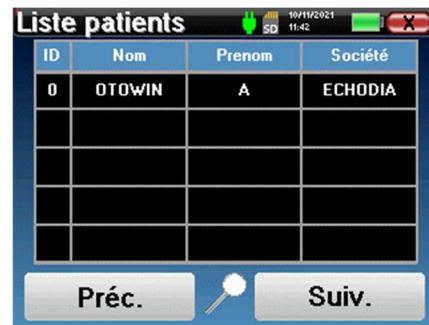 Liste patients
SD
10/11/2021
11:42
X
ID Nom Prenom Société
0 OTOWIN A ECHODIA
Préc. Suiv.